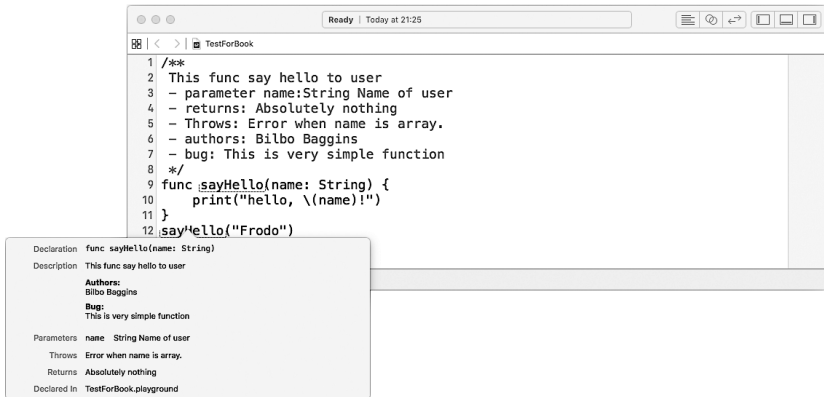 Ready | Today at 21:25
TestForBook
1 /**
2 This func say hello to user
3 – parameter name:String Name of user
4 – returns: Absolutely nothing
5 – Throws: Error when name is array.
6 – authors: Bilbo Baggins
7 – bug: This is very simple function
8 */
9 func sayHello(name: String) {
10 print("hello, \(name)!")
11 }
12 sayHello("Frodo")
Declaration func sayHello(name: String)
Description This func say hello to user
Authors:
Bilbo Baggins
Bug:
This is very simple function
Parameters name String Name of user
Throws Error when name is array.
Returns Absolutely nothing
Declared In TestForBook.playground